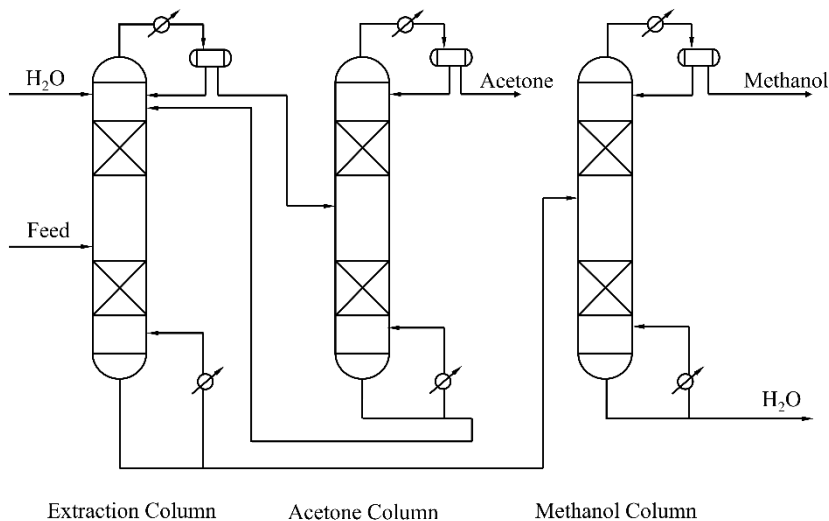 H₂O
Acetone
Methanol
Feed
H₂O
Extraction Column
Acetone Column
Methanol Column